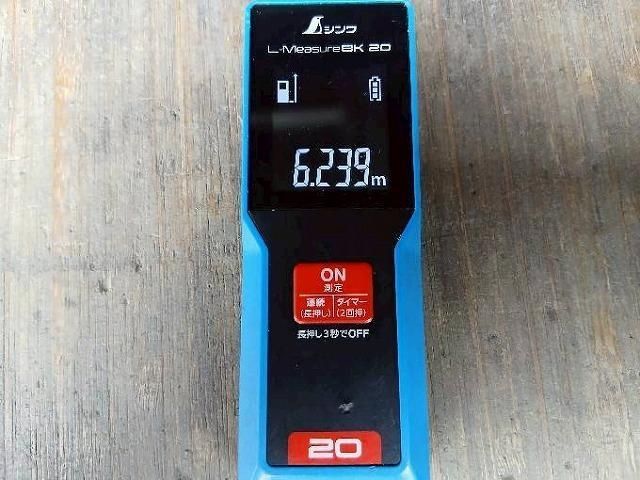 シンワ
L-Measure BK 20
6.239m
ON
測定
連続 タイマー
(長押し) (2回押)
長押し3秒でOFF
20